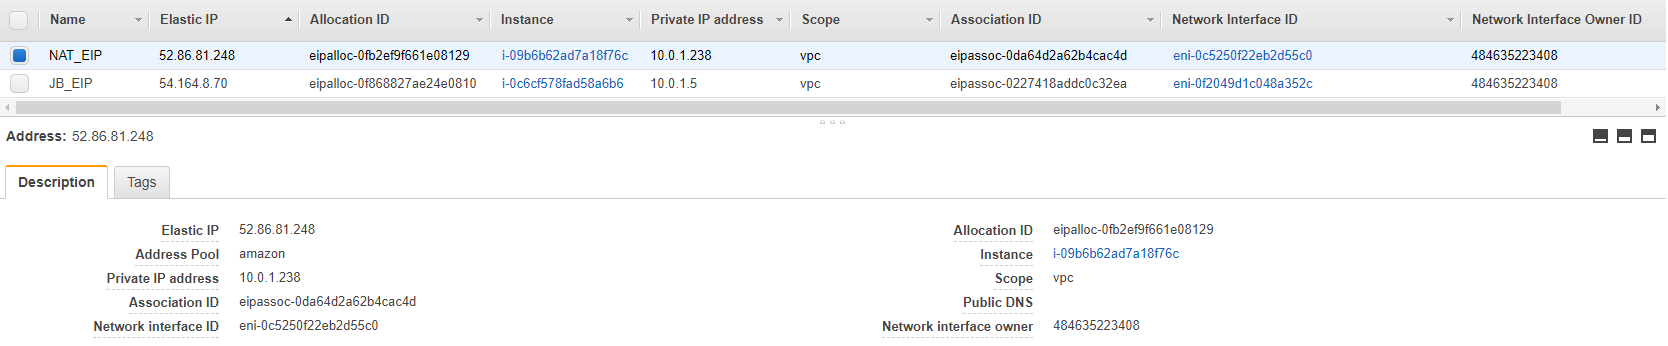 Name Elastic IP Allocation ID Instance Private IP address Scope Association ID Network Interface ID Network Interface Owner ID
NAT_EIP 52.86.81.248 eipalloc-0fb2ef9f661e08129 i-09b6b62ad7a18f76c 10.0.1.238 vpc eipassoc-0da64d2a62b4cac4d eni-0c5250f22eb2d55c0 484635223408
JB_EIP 54.164.8.70 eipalloc-0f868827ae24e0810 i-0c6cf578fad58a6b6 10.0.1.5 vpc eipassoc-0227418addc0c32ea eni-0f2049d1c048a352c 484635223408
Address: 52.86.81.248
Description Tags
Elastic IP 52.86.81.248 Allocation ID eipalloc-0fb2ef9f661e08129
Address Pool amazon Instance i-09b6b62ad7a18f76c
Private IP address 10.0.1.238 Scope vpc
Association ID eipassoc-0da64d2a62b4cac4d Public DNS
Network interface ID eni-0c5250f22eb2d55c0 Network interface owner 484635223408